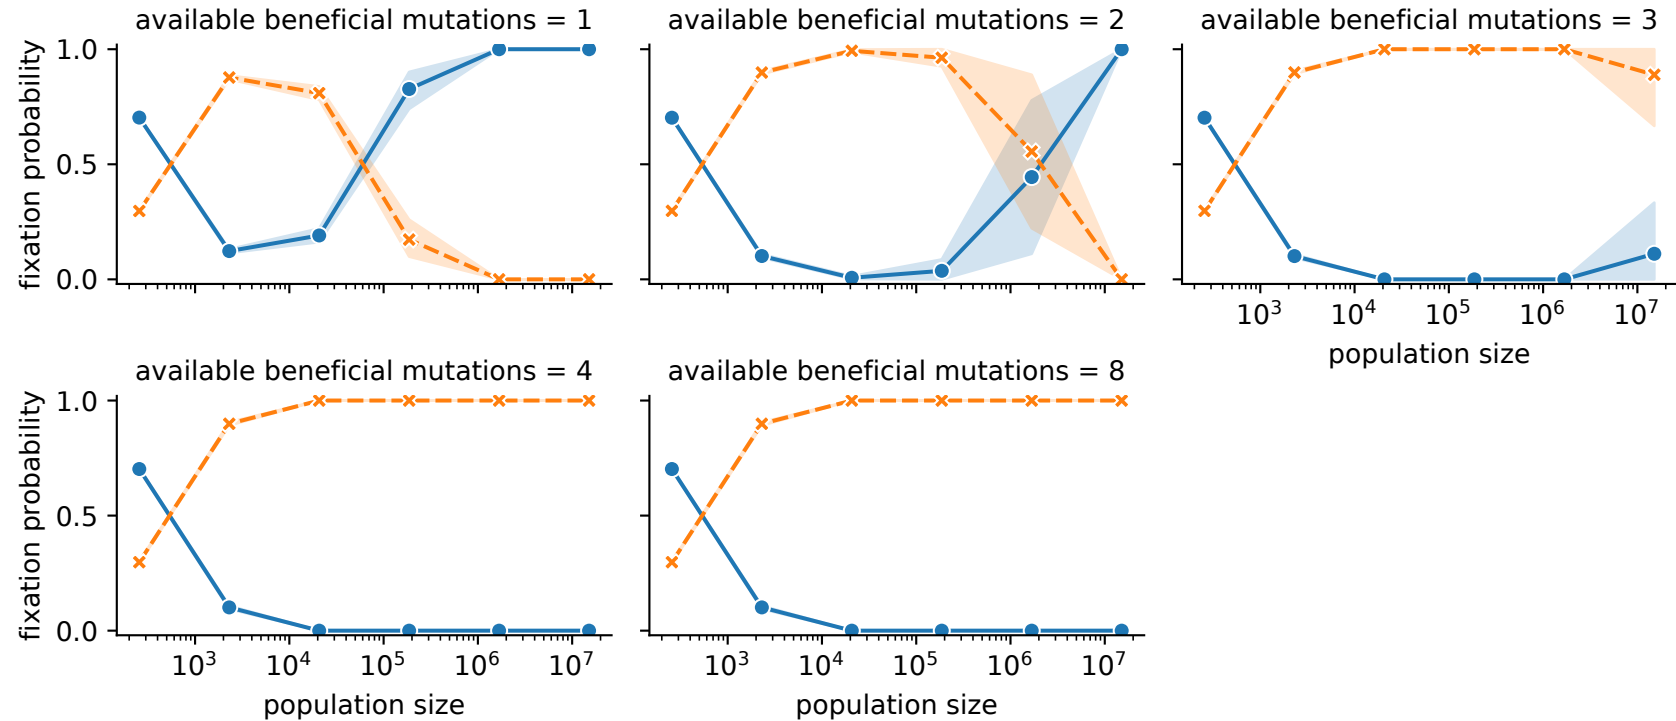 available beneficial mutations = 1
available beneficial mutations = 2
available beneficial mutations = 3
fixation probability
1.0
0.5
0.0
10³ 10⁴ 10⁵ 10⁶ 10⁷
population size
available beneficial mutations = 4
available beneficial mutations = 8
fixation probability
1.0
0.5
0.0
10³ 10⁴ 10⁵ 10⁶ 10⁷
population size
10³ 10⁴ 10⁵ 10⁶ 10⁷
population size